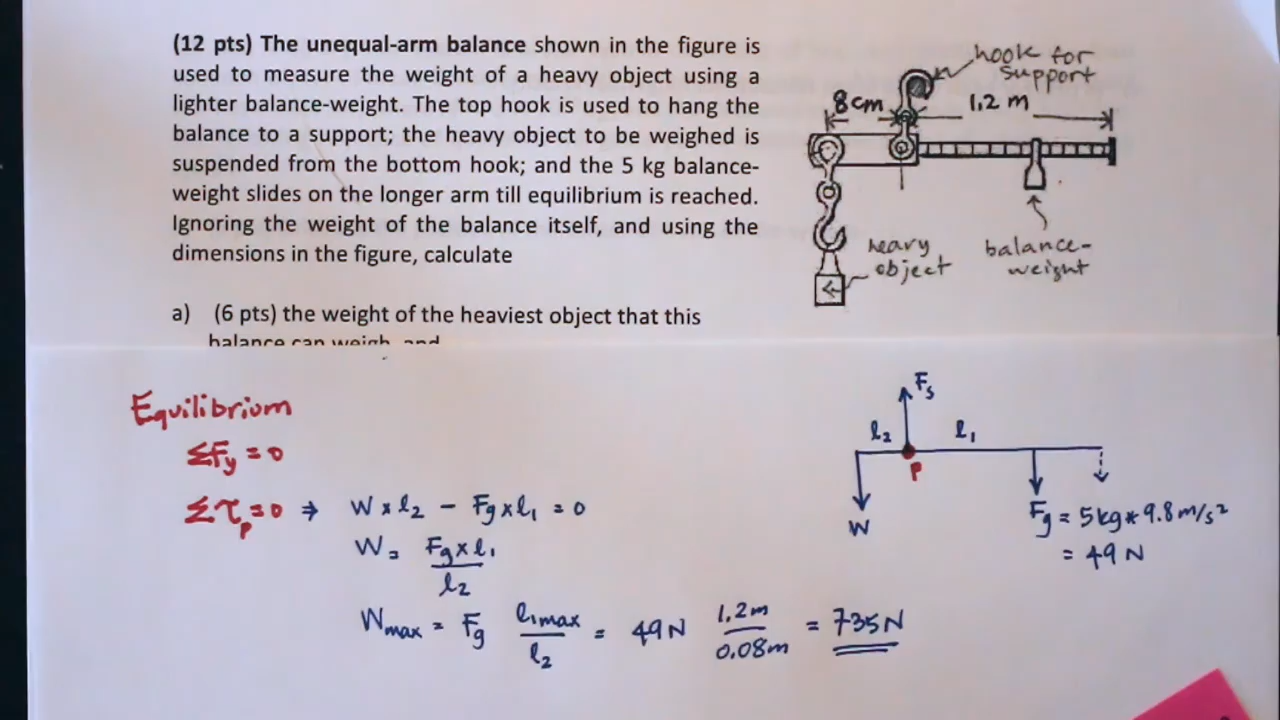 (12 pts) The unequal-arm balance shown in the figure is
used to measure the weight of a heavy object using a
lighter balance-weight. The top hook is used to hang the
balance to a support; the heavy object to be weighed is
suspended from the bottom hook; and the 5 kg balance-
weight slides on the longer arm till equilibrium is reached.
Ignoring the weight of the balance itself, and using the
dimensions in the figure, calculate
a) (6 pts) the weight of the heaviest object that this
balance can weigh, and
hook for
support
8cm
1.2 m
heavy
object
balance-
weight
Equilibrium
ΣFy = 0
Στp = 0 ⇒ W × l2 - Fg × l1 = 0
W = Fg × l1 / l2
Wmax = Fg l1max / l2 = 49 N 1.2m / 0.08m = 735 N
Fs
l2 l1
P
W
Fg = 5kg * 9.8 m/s²
= 49 N